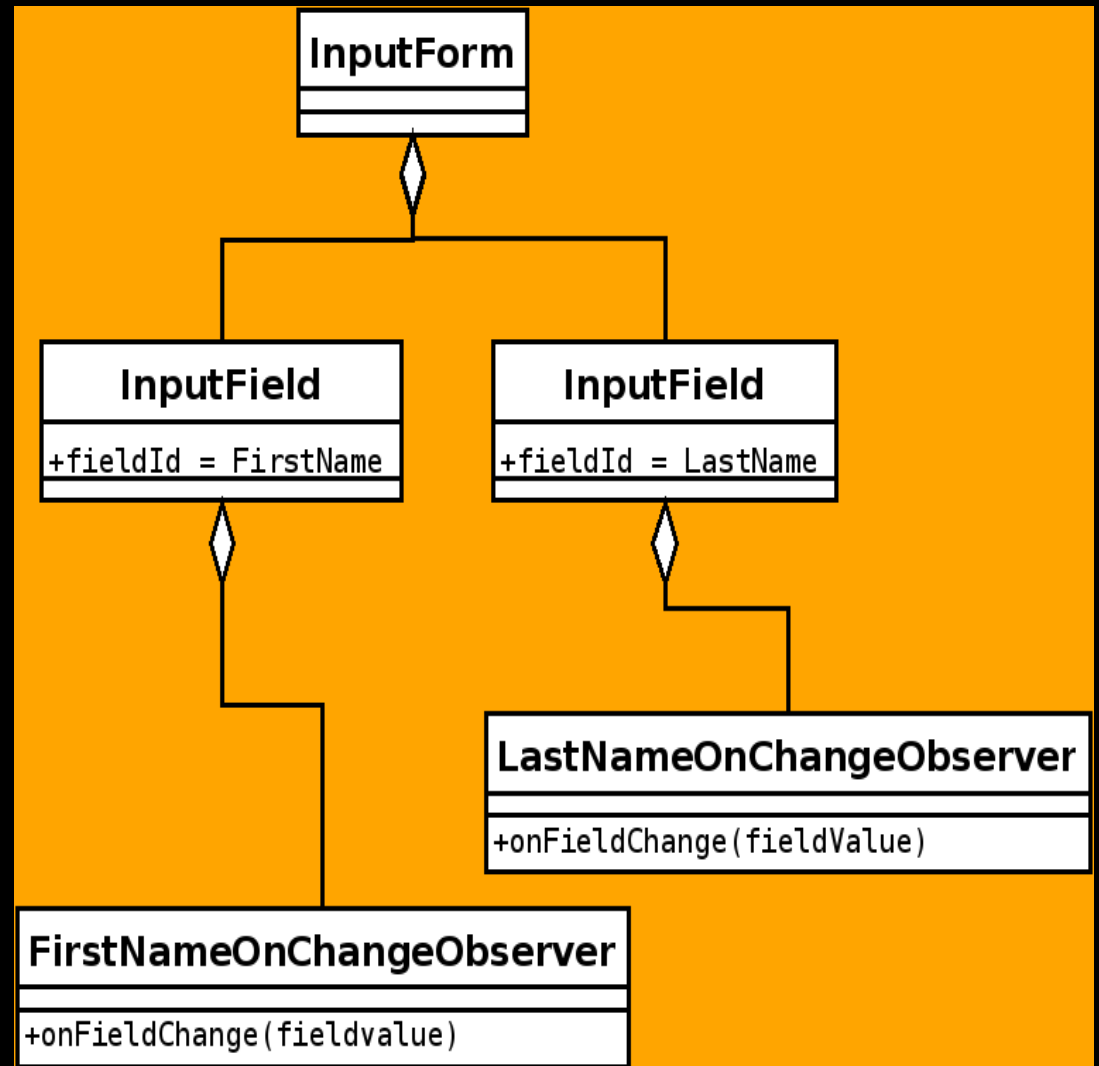 InputForm
InputField
+fieldId = FirstName
InputField
+fieldId = LastName
LastNameOnChangeObserver
+onFieldChange(fieldValue)
FirstNameOnChangeObserver
+onFieldChange(fieldvalue)